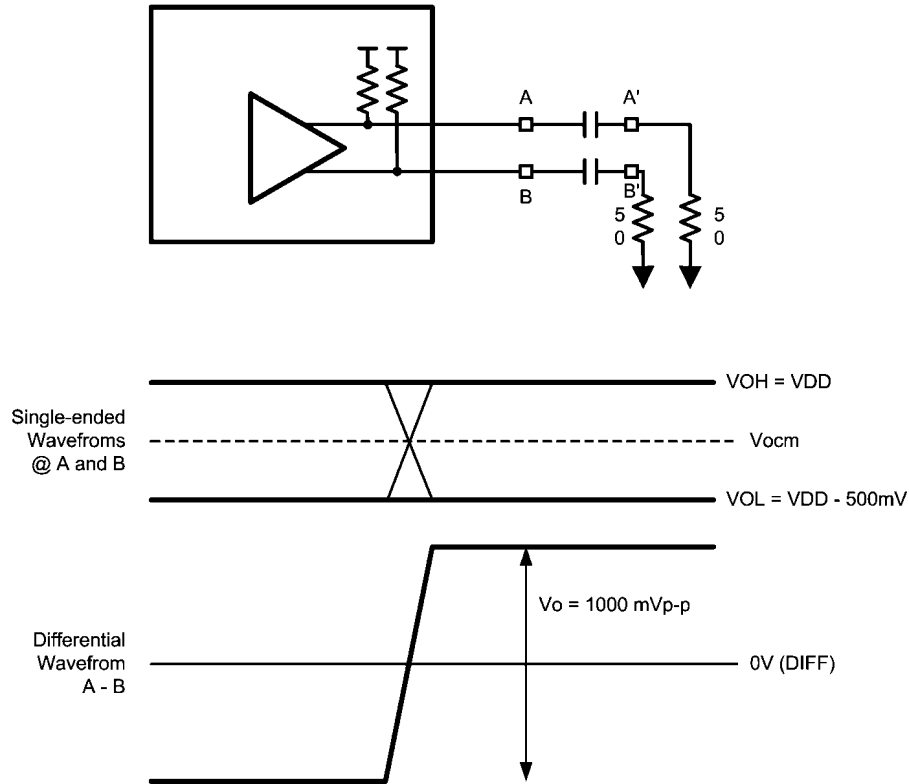 A
A'
B
B'
5
0
5
0
VOH = VDD
Single-ended
Wavefroms
@ A and B
Vocm
VOL = VDD - 500mV
Vo = 1000 mVp-p
Differential
Wavefrom
A - B
0V (DIFF)